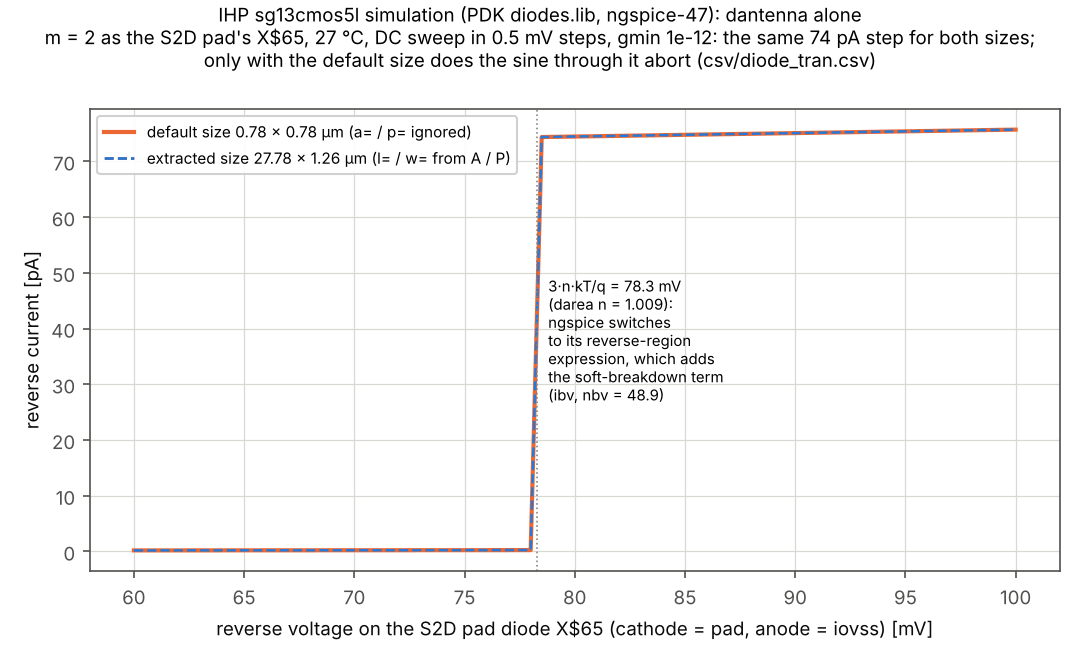 IHP sg13cmos5l simulation (PDK diodes.lib, ngspice-47): dantenna alone
m = 2 as the S2D pad's X$65, 27 °C, DC sweep in 0.5 mV steps, gmin 1e-12: the same 74 pA step for both sizes;
only with the default size does the sine through it abort (csv/diode_tran.csv)
default size 0.78 × 0.78 µm (a= / p= ignored)
extracted size 27.78 × 1.26 µm (l= / w= from A / P)
3·n·kT/q = 78.3 mV
(darea n = 1.009):
ngspice switches
to its reverse-region
expression, which adds
the soft-breakdown term
(ibv, nbv = 48.9)
reverse current [pA]
70
60
50
40
30
20
10
0
60
65
70
75
80
85
90
95
100
reverse voltage on the S2D pad diode X$65 (cathode = pad, anode = iovss) [mV]